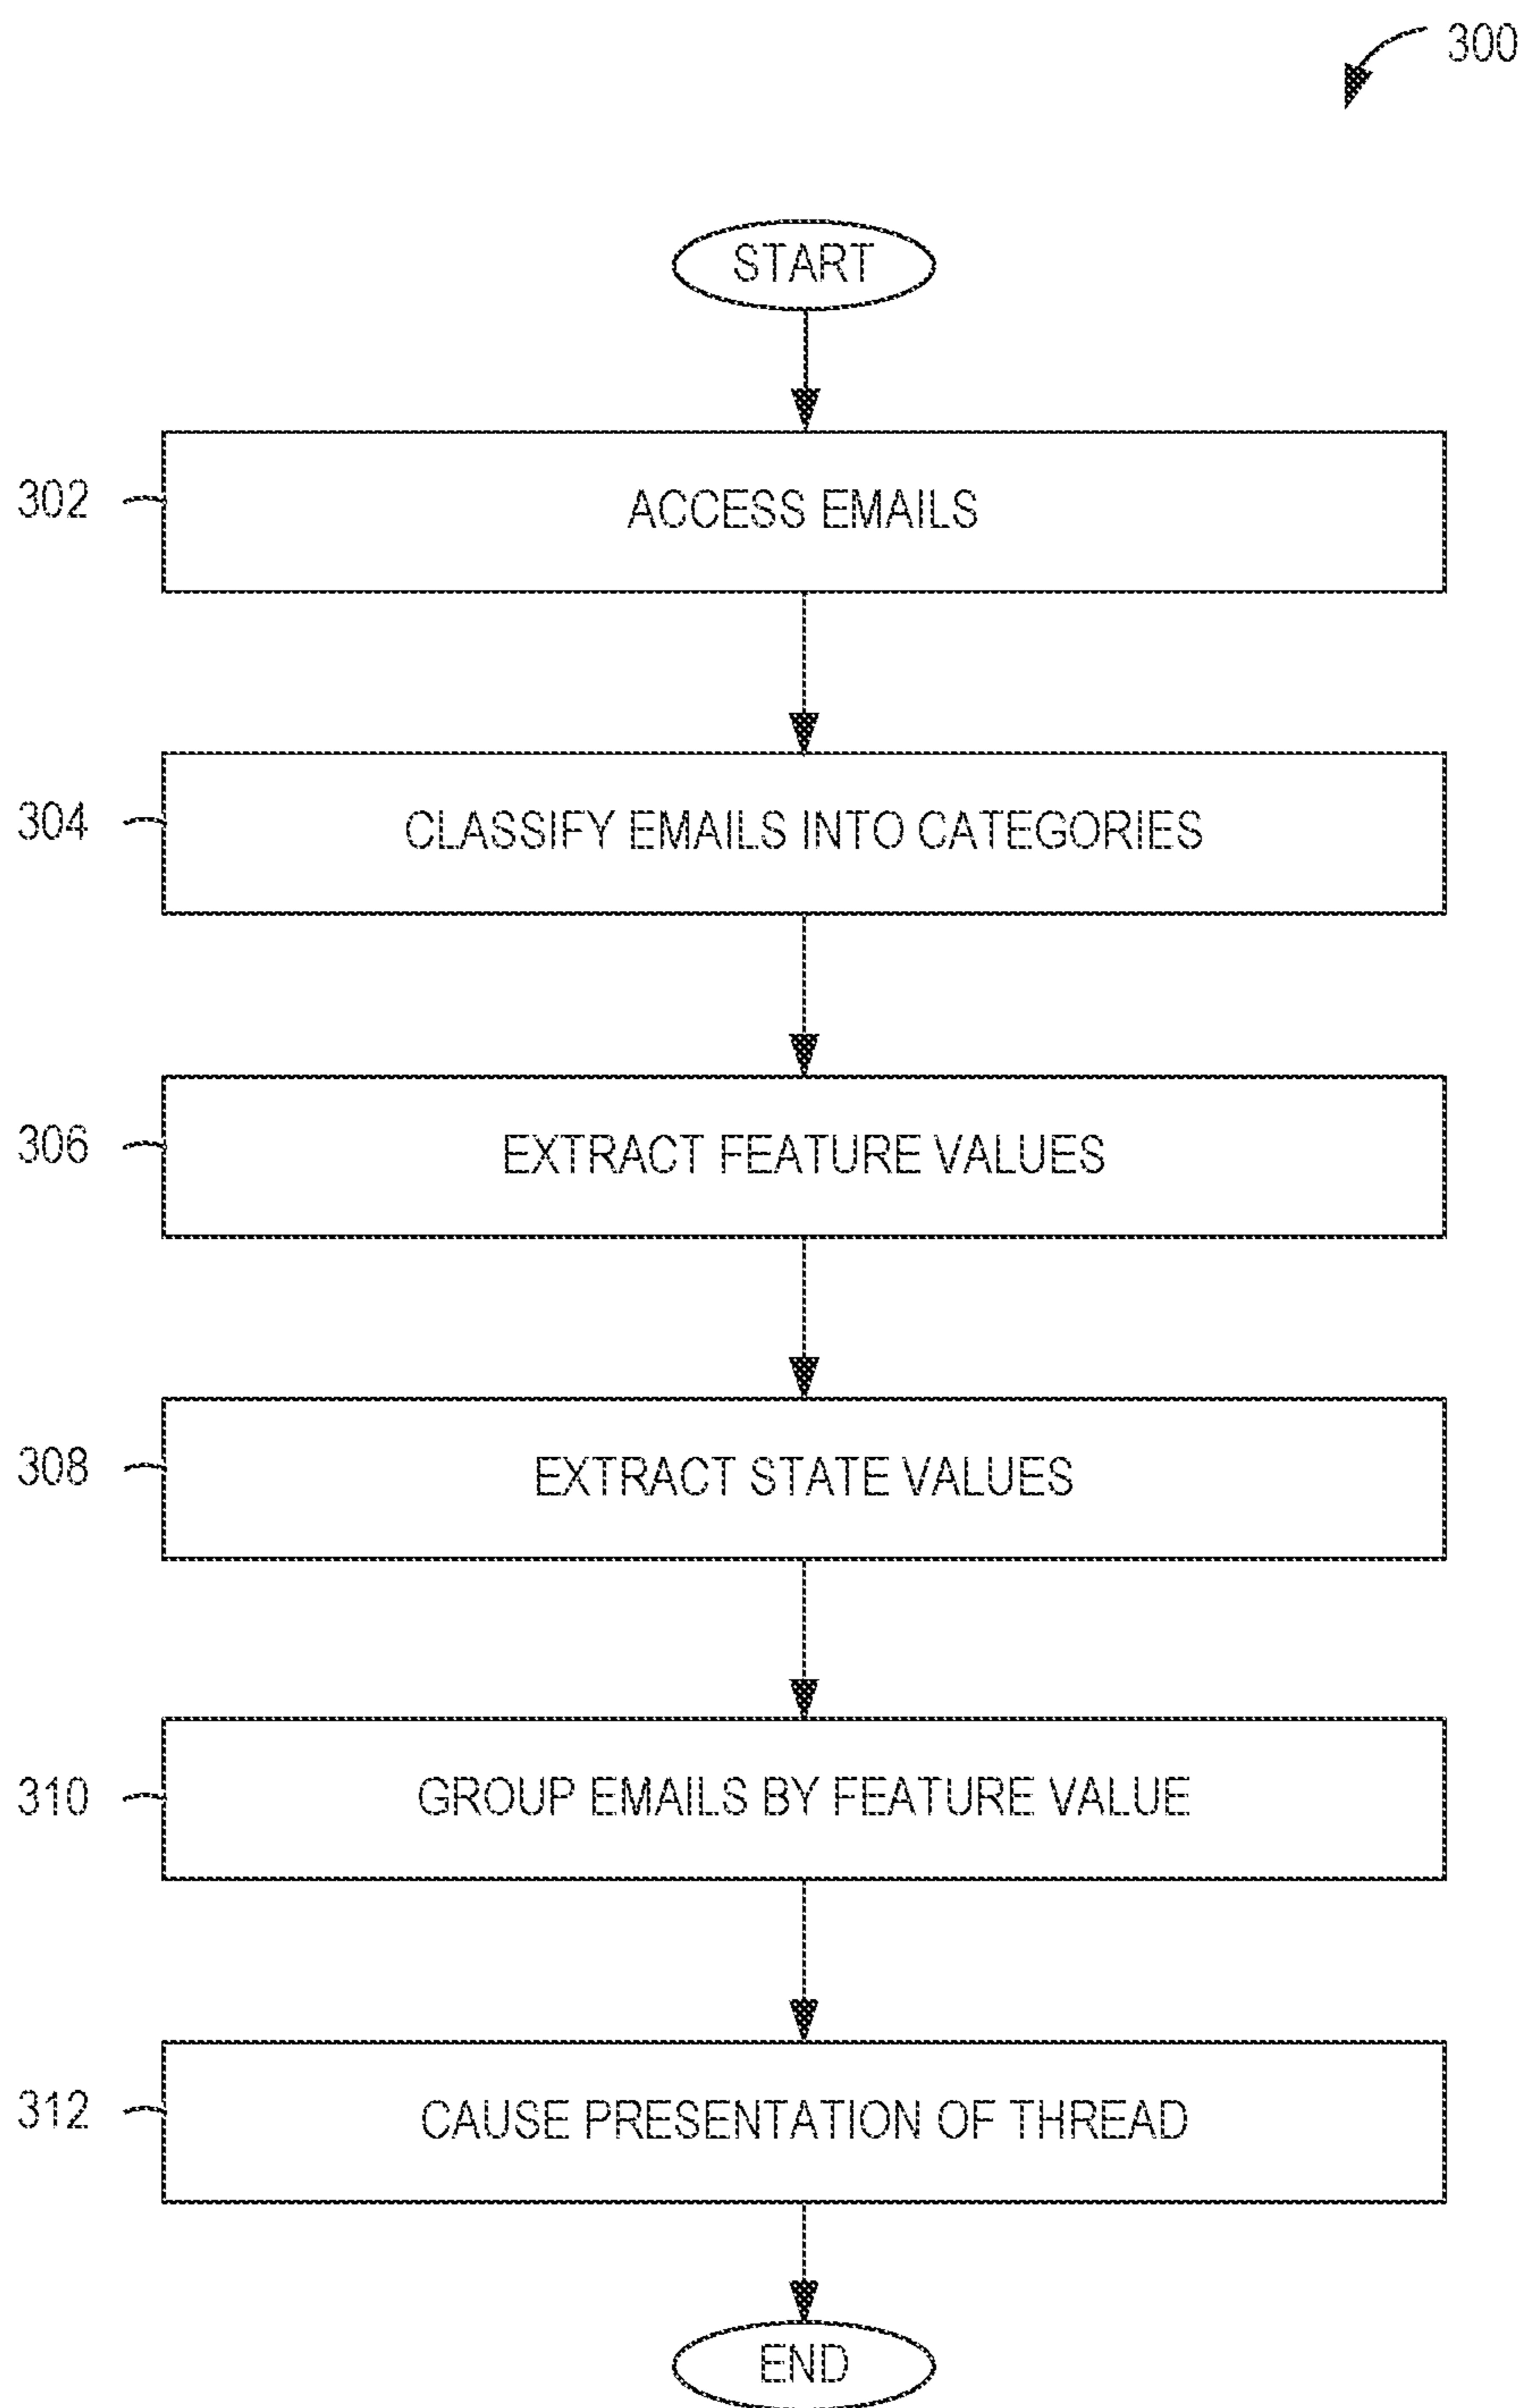 300
START
302
ACCESS EMAILS
304
CLASSIFY EMAILS INTO CATEGORIES
306
EXTRACT FEATURE VALUES
308
EXTRACT STATE VALUES
310
GROUP EMAILS BY FEATURE VALUE
312
CAUSE PRESENTATION OF THREAD
END